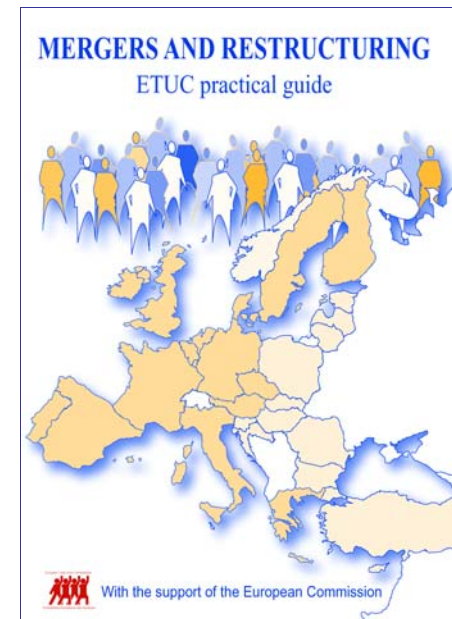 MERGERS AND RESTRUCTURING
ETUC practical guide
With the support of the European Commission